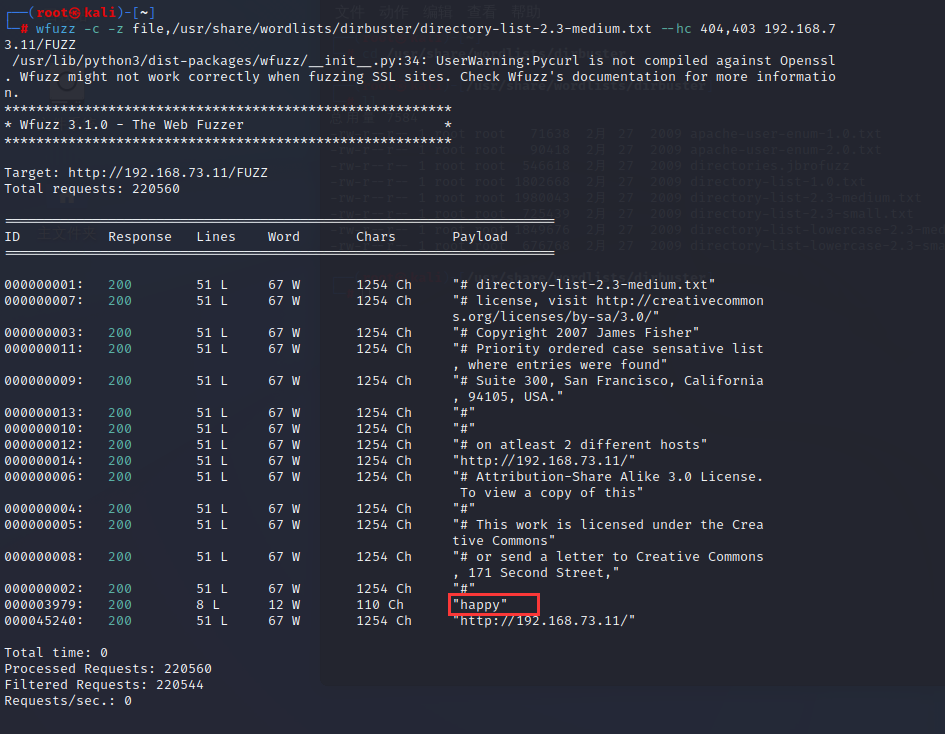 (root㉿kali)-[~]
# wfuzz -c -z file,/usr/share/wordlists/dirbuster/directory-list-2.3-medium.txt --hc 404,403 192.168.7
3.11/FUZZ
/usr/lib/python3/dist-packages/wfuzz/__init__.py:34: UserWarning:Pycurl is not compiled against Openssl
. Wfuzz might not work correctly when fuzzing SSL sites. Check Wfuzz's documentation for more informatio
n.
********************************************************
* Wfuzz 3.1.0 - The Web Fuzzer                         *
********************************************************
Target: http://192.168.73.11/FUZZ
Total requests: 220560
=====================================================================
ID           Response   Lines    Word       Chars       Payload
=====================================================================
000000001:   200        51 L     67 W       1254 Ch     "# directory-list-2.3-medium.txt"
000000007:   200        51 L     67 W       1254 Ch     "# license, visit http://creativecommon
s.org/licenses/by-sa/3.0/"
000000003:   200        51 L     67 W       1254 Ch     "# Copyright 2007 James Fisher"
000000011:   200        51 L     67 W       1254 Ch     "# Priority ordered case sensative list
, where entries were found"
000000009:   200        51 L     67 W       1254 Ch     "# Suite 300, San Francisco, California
, 94105, USA."
000000013:   200        51 L     67 W       1254 Ch     "#"
000000010:   200        51 L     67 W       1254 Ch     "#"
000000012:   200        51 L     67 W       1254 Ch     "# on atleast 2 different hosts"
000000014:   200        51 L     67 W       1254 Ch     "http://192.168.73.11/"
000000006:   200        51 L     67 W       1254 Ch     "# Attribution-Share Alike 3.0 License.
To view a copy of this"
000000004:   200        51 L     67 W       1254 Ch     "#"
000000005:   200        51 L     67 W       1254 Ch     "# This work is licensed under the Crea
tive Commons"
000000008:   200        51 L     67 W       1254 Ch     "# or send a letter to Creative Commons
, 171 Second Street,"
000000002:   200        51 L     67 W       1254 Ch     "#"
000003979:   200        8 L      12 W       110 Ch      "happy"
000045240:   200        51 L     67 W       1254 Ch     "http://192.168.73.11/"
Total time: 0
Processed Requests: 220560
Filtered Requests: 220544
Requests/sec.: 0